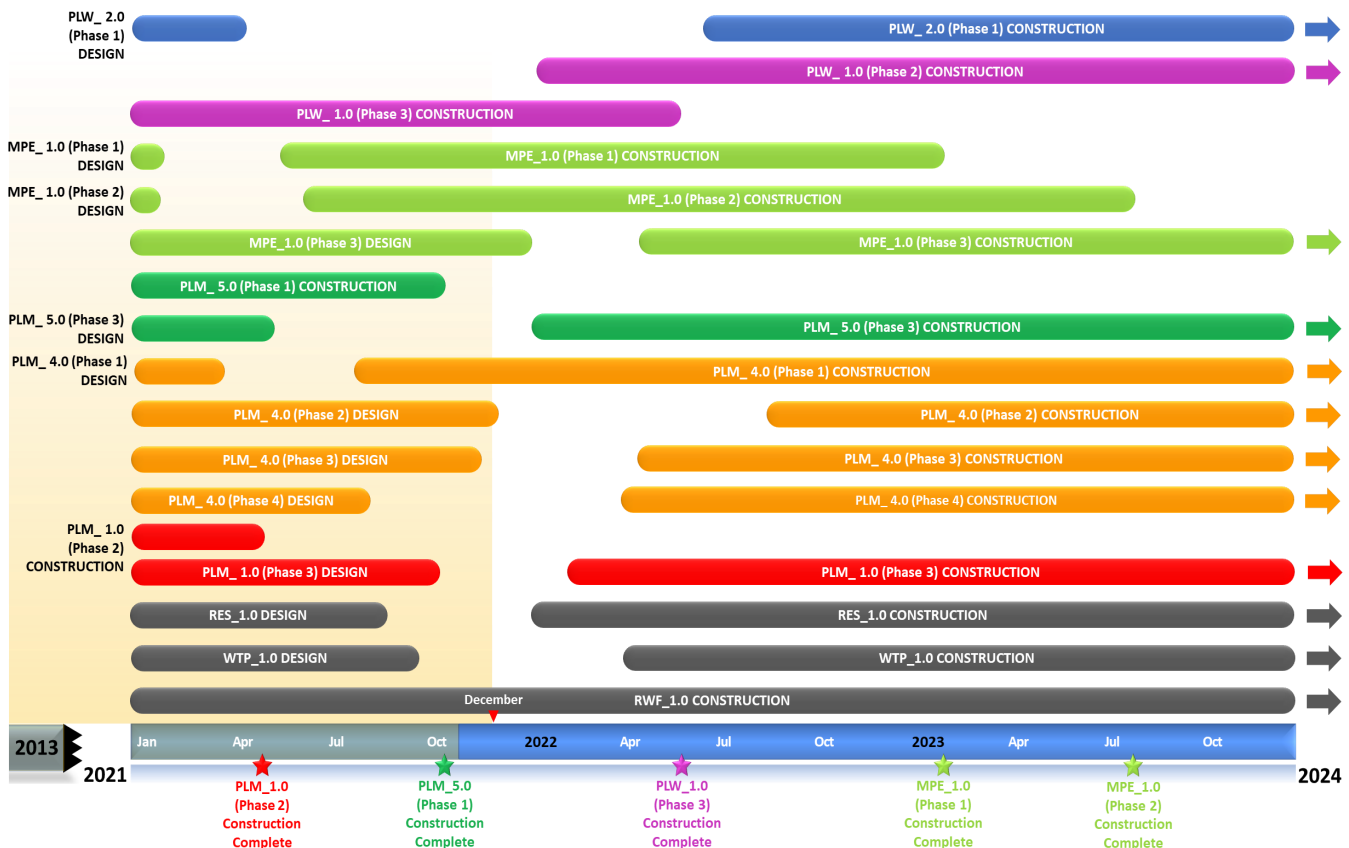 PLW_ 2.0
(Phase 1)
DESIGN
PLW_ 2.0 (Phase 1) CONSTRUCTION
PLW_ 1.0 (Phase 2) CONSTRUCTION
PLW_ 1.0 (Phase 3) CONSTRUCTION
MPE_ 1.0 (Phase 1)
DESIGN
MPE_1.0 (Phase 1) CONSTRUCTION
MPE_ 1.0 (Phase 2)
DESIGN
MPE_1.0 (Phase 2) CONSTRUCTION
MPE_1.0 (Phase 3) DESIGN
MPE_1.0 (Phase 3) CONSTRUCTION
PLM_ 5.0 (Phase 1) CONSTRUCTION
PLM_ 5.0 (Phase 3)
DESIGN
PLM_ 5.0 (Phase 3) CONSTRUCTION
PLM_ 4.0 (Phase 1)
DESIGN
PLM_ 4.0 (Phase 1) CONSTRUCTION
PLM_ 4.0 (Phase 2) DESIGN
PLM_ 4.0 (Phase 2) CONSTRUCTION
PLM_ 4.0 (Phase 3) DESIGN
PLM_ 4.0 (Phase 3) CONSTRUCTION
PLM_ 4.0 (Phase 4) DESIGN
PLM_ 4.0 (Phase 4) CONSTRUCTION
PLM_ 1.0
(Phase 2)
CONSTRUCTION
PLM_ 1.0 (Phase 3) DESIGN
PLM_ 1.0 (Phase 3) CONSTRUCTION
RES_1.0 DESIGN
RES_1.0 CONSTRUCTION
WTP_1.0 DESIGN
WTP_1.0 CONSTRUCTION
December
RWF_1.0 CONSTRUCTION
2013
Jan Apr Jul Oct 2022 Apr Jul Oct 2023 Apr Jul Oct
2021
2024
PLM_1.0
(Phase 2)
Construction
Complete
PLM_5.0
(Phase 1)
Construction
Complete
PLW_1.0
(Phase 3)
Construction
Complete
MPE_1.0
(Phase 1)
Construction
Complete
MPE_1.0
(Phase 2)
Construction
Complete